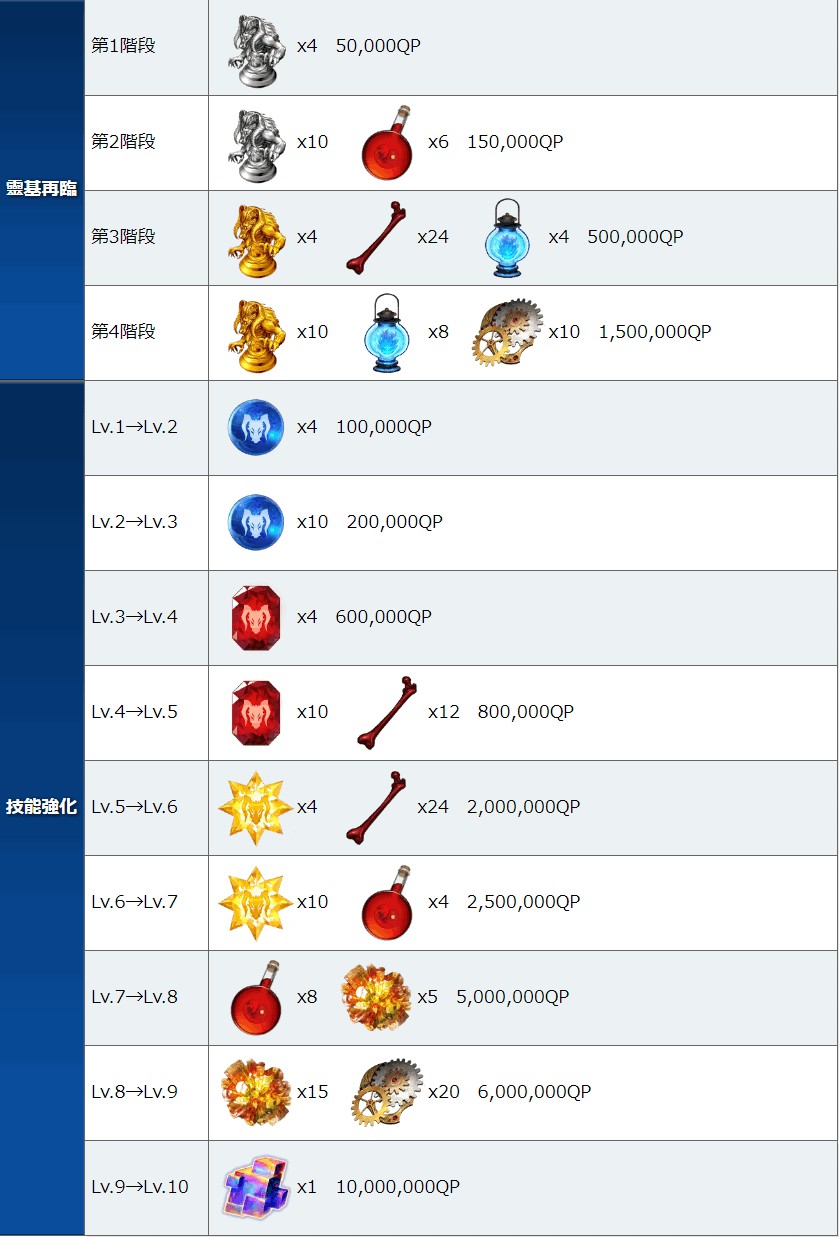 靈基再臨
第1階段 x4 50,000QP
第2階段 x10 x6 150,000QP
第3階段 x4 x24 x4 500,000QP
第4階段 x10 x8 x10 1,500,000QP
技能強化
Lv.1→Lv.2 x4 100,000QP
Lv.2→Lv.3 x10 200,000QP
Lv.3→Lv.4 x4 600,000QP
Lv.4→Lv.5 x10 x12 800,000QP
Lv.5→Lv.6 x4 x24 2,000,000QP
Lv.6→Lv.7 x10 x4 2,500,000QP
Lv.7→Lv.8 x8 x5 5,000,000QP
Lv.8→Lv.9 x15 x20 6,000,000QP
Lv.9→Lv.10 x1 10,000,000QP